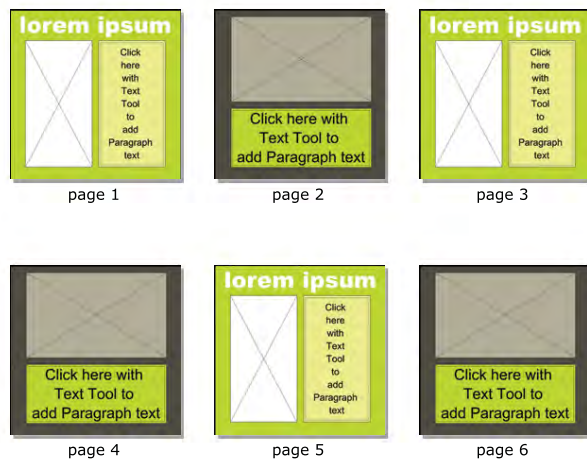 lorem ipsum
Click
here
with
Text
Tool
to
add
Paragraph
text
page 1
Click here with
Text Tool to
add Paragraph text
page 2
lorem ipsum
Click
here
with
Text
Tool
to
add
Paragraph
text
page 3
Click here with
Text Tool to
add Paragraph text
page 4
lorem ipsum
Click
here
with
Text
Tool
to
add
Paragraph
text
page 5
Click here with
Text Tool to
add Paragraph text
page 6